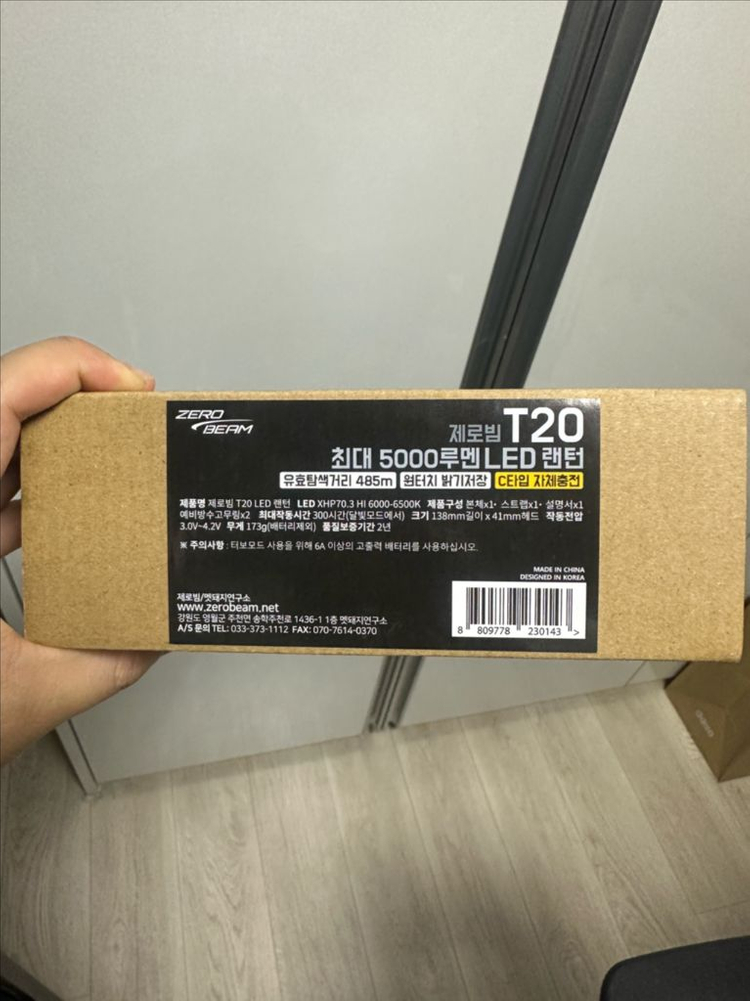 ZERO
BEAM
제로빔 T20
최대 5000루멘 LED 랜턴
유효탐색거리 485m 원터치 밝기저장 C타입 자체충전
제품명 제로빔 T20 LED 랜턴 LED XHP70.3 HI 6000-6500K 제품구성 본체x1· 스트랩x1· 설명서x1
예비방수고무링x2 최대작동시간 300시간(달빛모드에서) 크기 138mm길이 x 41mm헤드 작동전압
3.0V~4.2V 무게 173g(배터리제외) 품질보증기간 2년
※ 주의사항 : 터보모드 사용을 위해 6A 이상의 고출력 배터리를 사용하십시오.
MADE IN CHINA
DESIGNED IN KOREA
제로빔/멧돼지연구소
www.zerobeam.net
강원도 영월군 주천면 송학주천로 1436-1 1층 멧돼지연구소
A/S 문의 TEL: 033-373-1112 FAX: 070-7614-0370
8 809778 230143 >